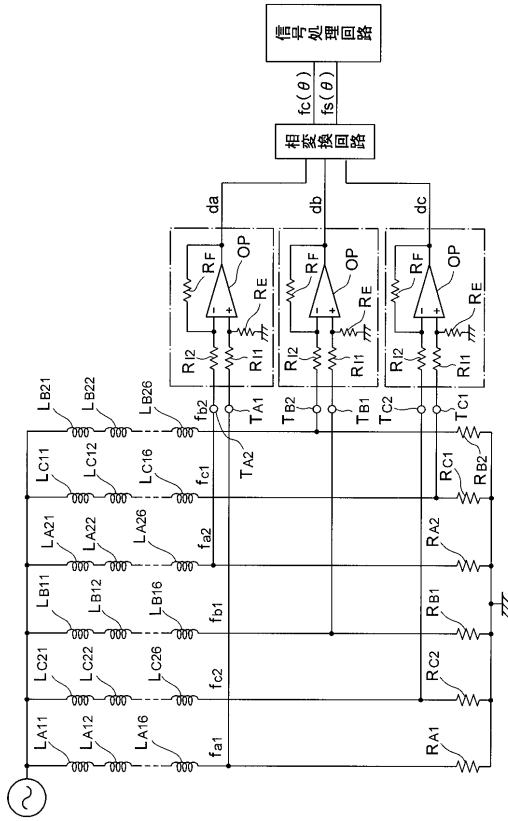 信号処理回路
fc(θ)
fs(θ)
相変換回路
da
db
dc
RF
OP
RE
RI2
RI1
RF
OP
RE
RI2
RI1
RF
OP
RE
RI2
RI1
TA2
TA1
TB2
TB1
TC2
TC1
LB21
LB22
LB26
fb2
LC11
LC12
LC16
fc1
LA21
LA22
LA26
fa2
LB11
LB12
LB16
fb1
LC21
LC22
LC26
fc2
LA11
LA12
LA16
fa1
RB2
RC1
RA2
RB1
RC2
RA1